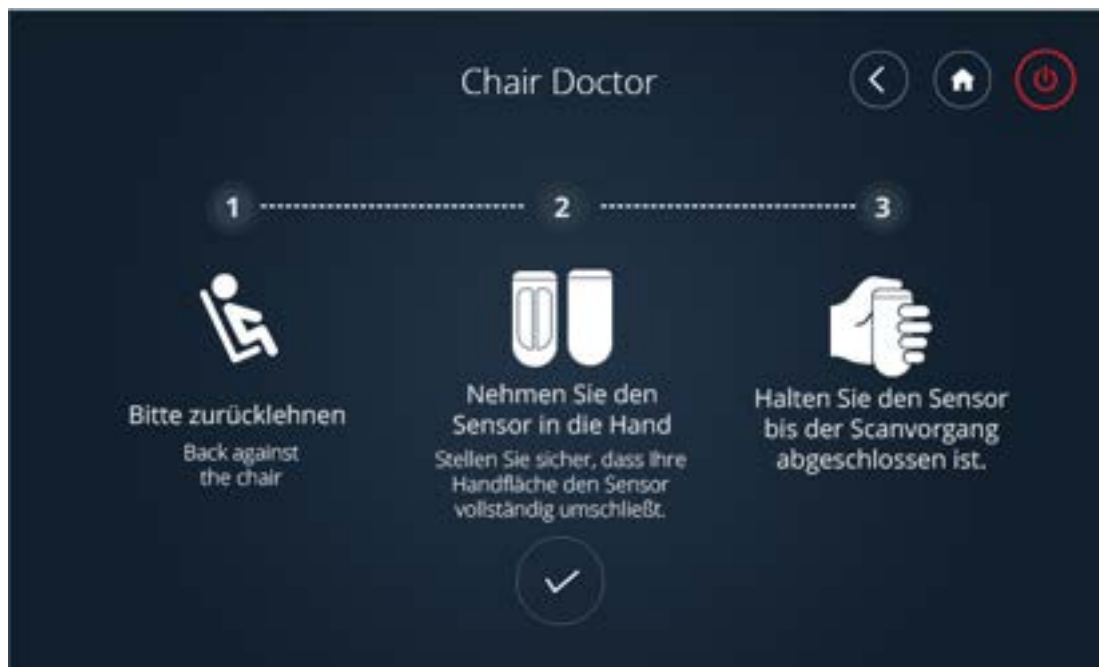 Chair Doctor
1
2
3
Bitte zurücklehnen
Back against
the chair
Nehmen Sie den
Sensor in die Hand
Stellen Sie sicher, dass Ihre
Handfläche den Sensor
vollständig umschließt.
Halten Sie den Sensor
bis der Scanvorgang
abgeschlossen ist.